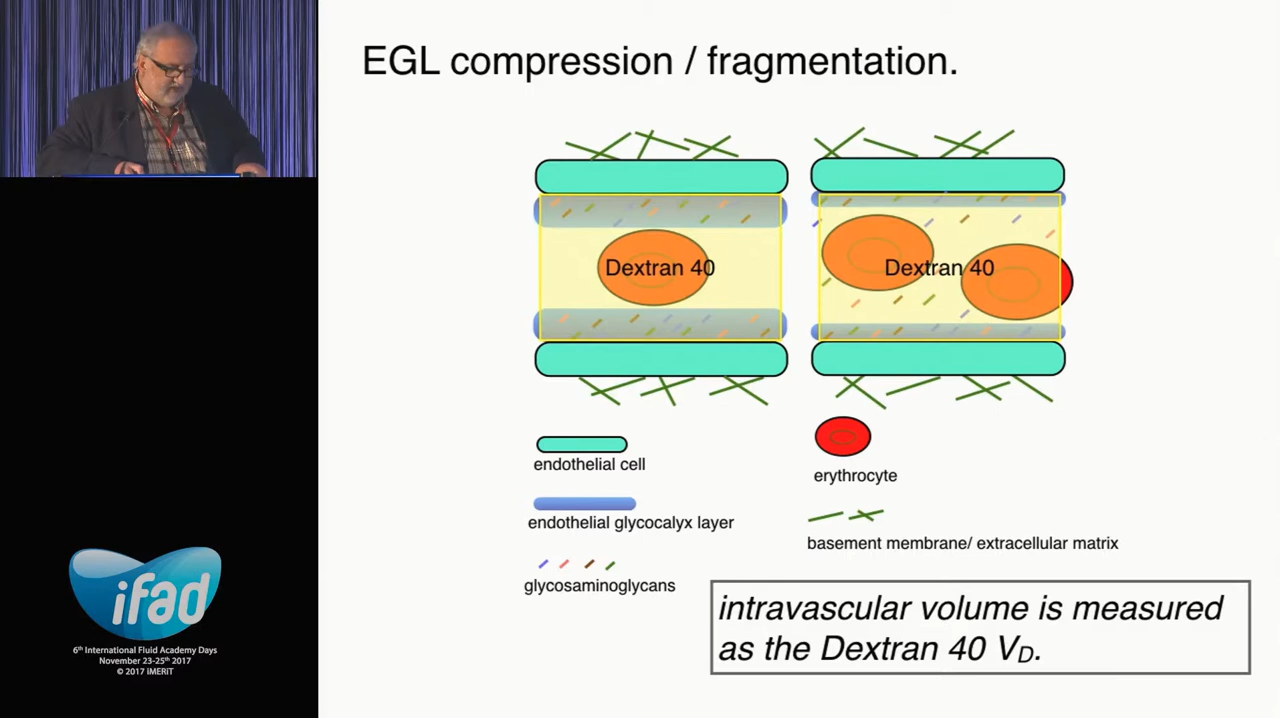 EGL compression / fragmentation.
Dextran 40
Dextran 40
endothelial cell
erythrocyte
endothelial glycocalyx layer
basement membrane/ extracellular matrix
glycosaminoglycans
intravascular volume is measured
as the Dextran 40 VD.
ifad
6th International Fluid Academy Days
November 23-25th 2017
© 2017 iMERiT